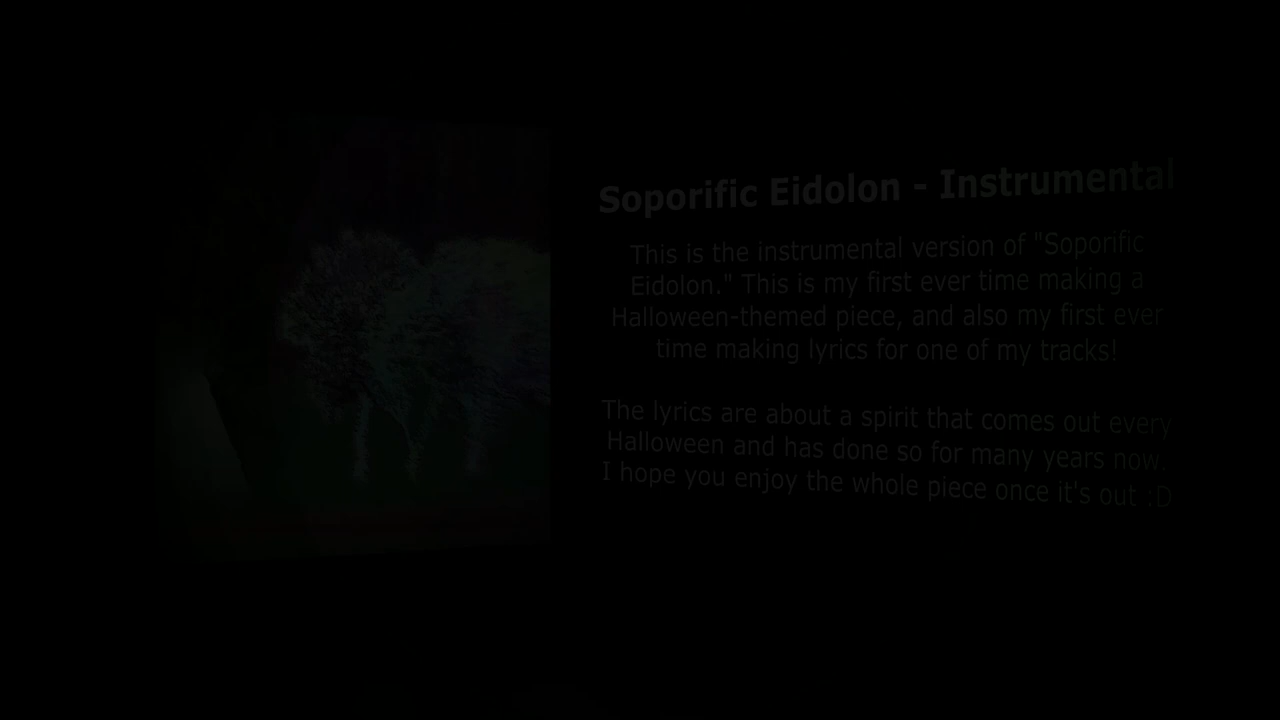 Soporific Eidolon - Instrumental
This is the instrumental version of "Soporific
Eidolon." This is my first ever time making a
Halloween-themed piece, and also my first ever
time making lyrics for one of my tracks!
The lyrics are about a spirit that comes out every
Halloween and has done so for many years now.
I hope you enjoy the whole piece once it's out :D